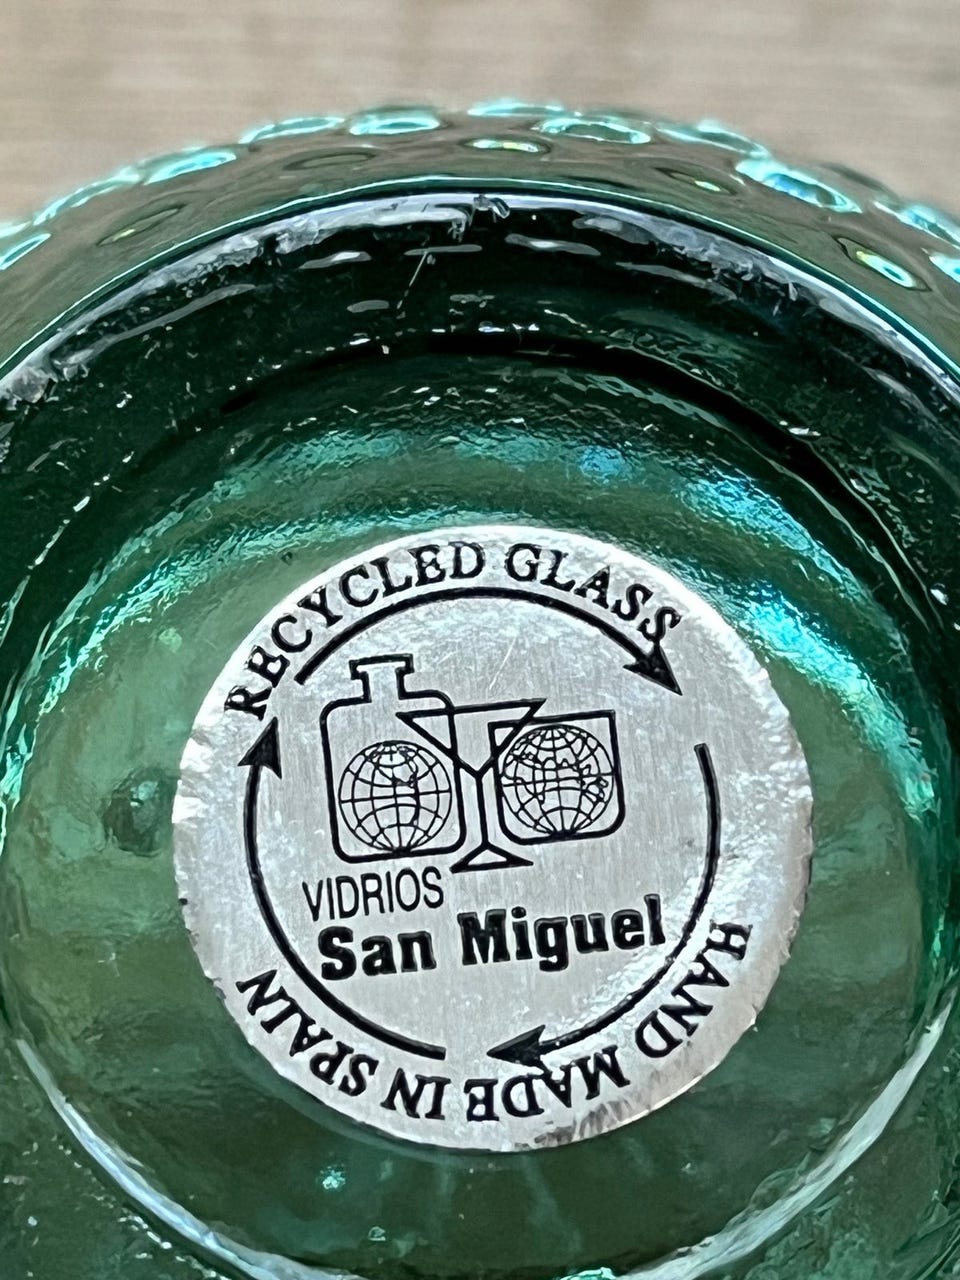 RECYCLED GLASS
VIDRIOS
San Miguel
HAND MADE IN SPAIN